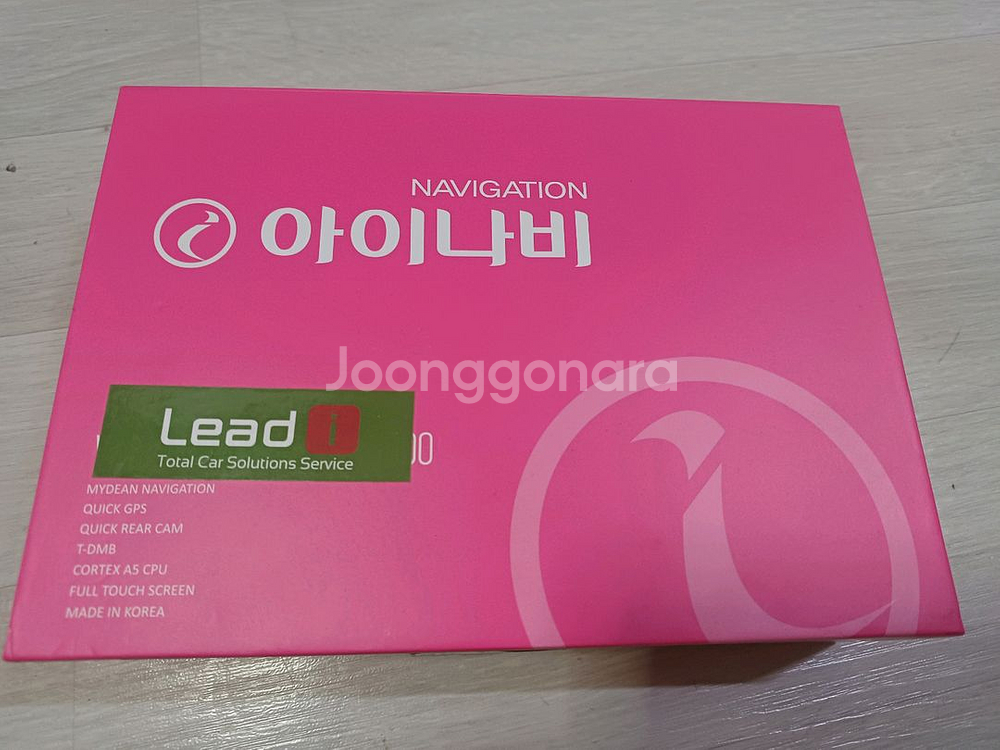 NAVIGATION
아이나비
Joonggonara
Lead i
Total Car Solutions Service
MYDEAN NAVIGATION
QUICK GPS
QUICK REAR CAM
T-DMB
CORTEX A5 CPU
FULL TOUCH SCREEN
MADE IN KOREA